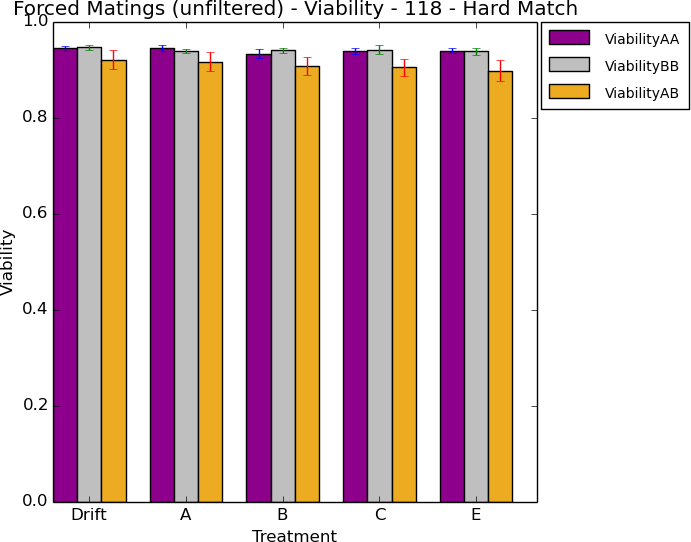 Forced Matings (unfiltered) - Viability - 118 - Hard Match
1.0
0.8
0.6
0.4
0.2
0.0
Viability
Drift A B C E
Treatment
ViabilityAA
ViabilityBB
ViabilityAB